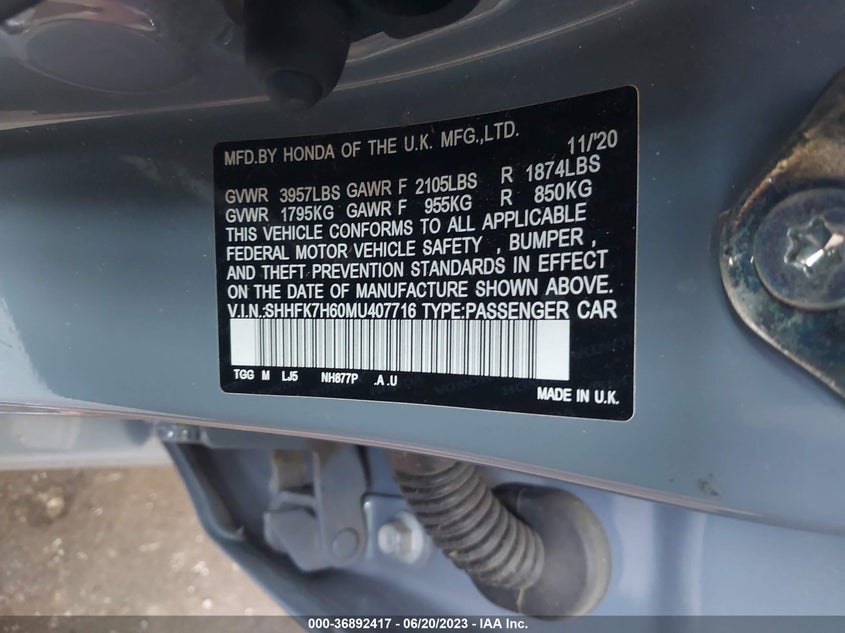 MFD.BY HONDA OF THE U.K. MFG.,LTD. 11/'20
GVWR 3957LBS GAWR F 2105LBS R 1874LBS
GVWR 1795KG GAWR F 955KG R 850KG
THIS VEHICLE CONFORMS TO ALL APPLICABLE
FEDERAL MOTOR VEHICLE SAFETY , BUMPER ,
AND THEFT PREVENTION STANDARDS IN EFFECT
ON THE DATE OF MANUFACTURE SHOWN ABOVE.
V.I.N.:SHHFK7H60MU407716 TYPE:PASSENGER CAR
TGG M LJ5 NH877P .A.U
MADE IN U.K.
000-36892417 - 06/20/2023 - IAA Inc.